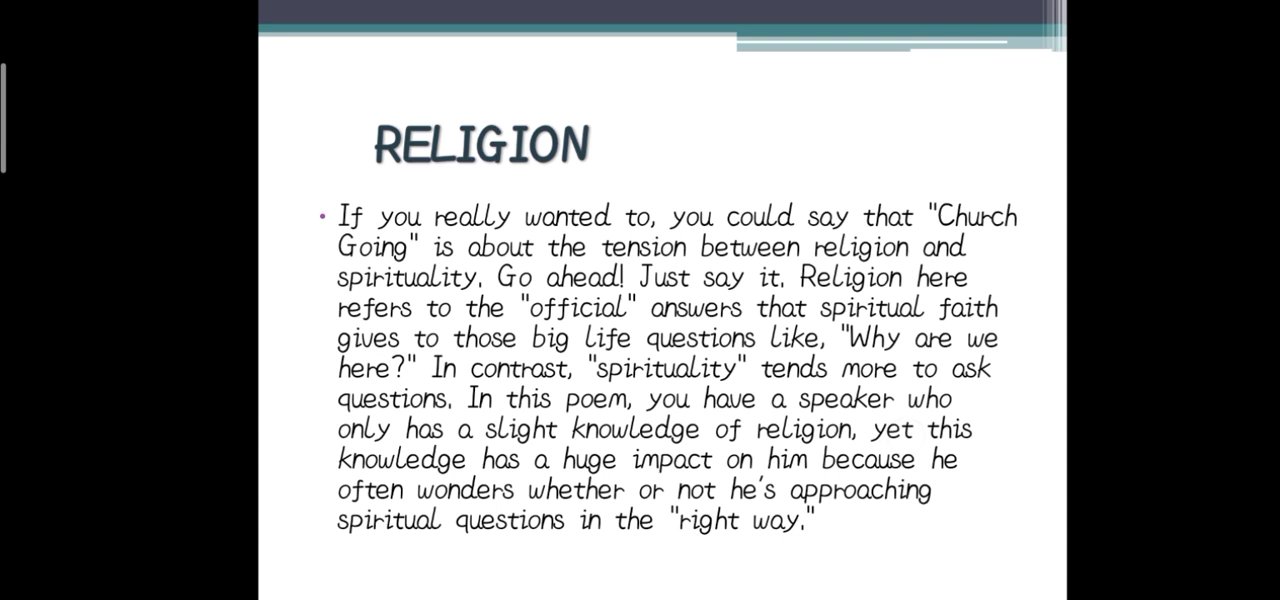 RELIGION
• If you really wanted to, you could say that "Church
Going" is about the tension between religion and
spirituality. Go ahead! Just say it. Religion here
refers to the "official" answers that spiritual faith
gives to those big life questions like, "Why are we
here?" In contrast, "spirituality" tends more to ask
questions. In this poem, you have a speaker who
only has a slight knowledge of religion, yet this
knowledge has a huge impact on him because he
often wonders whether or not he's approaching
spiritual questions in the "right way."